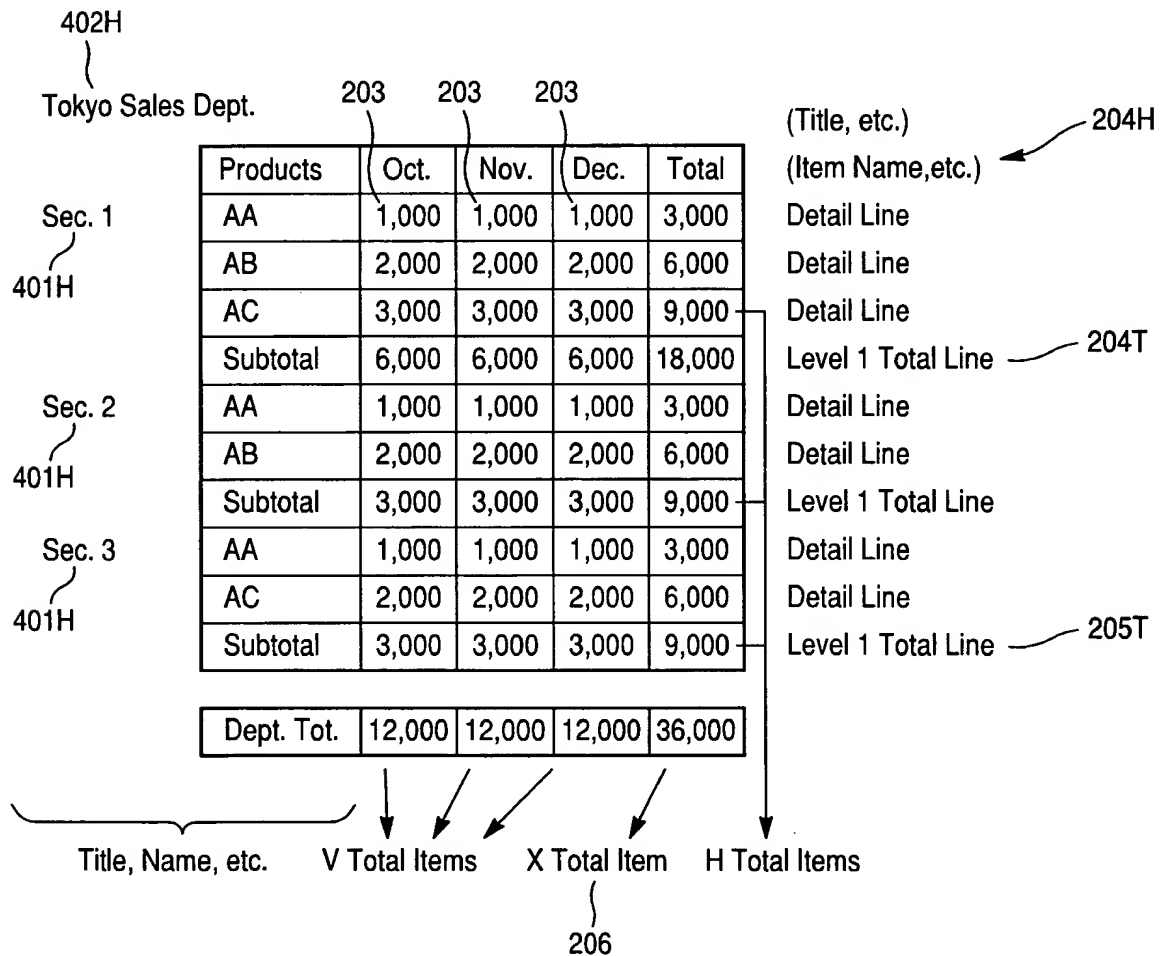 402H
Tokyo Sales Dept. 203 203 203
(Title, etc.) 204H
Products Oct. Nov. Dec. Total (Item Name,etc.)
Sec. 1 AA 1,000 1,000 1,000 3,000 Detail Line
AB 2,000 2,000 2,000 6,000 Detail Line
401H
AC 3,000 3,000 3,000 9,000 Detail Line
Subtotal 6,000 6,000 6,000 18,000 Level 1 Total Line 204T
Sec. 2 AA 1,000 1,000 1,000 3,000 Detail Line
AB 2,000 2,000 2,000 6,000 Detail Line
401H
Subtotal 3,000 3,000 3,000 9,000 Level 1 Total Line
Sec. 3 AA 1,000 1,000 1,000 3,000 Detail Line
AC 2,000 2,000 2,000 6,000 Detail Line
401H
Subtotal 3,000 3,000 3,000 9,000 Level 1 Total Line 205T
Dept. Tot. 12,000 12,000 12,000 36,000
Title, Name, etc. V Total Items X Total Item H Total Items
206